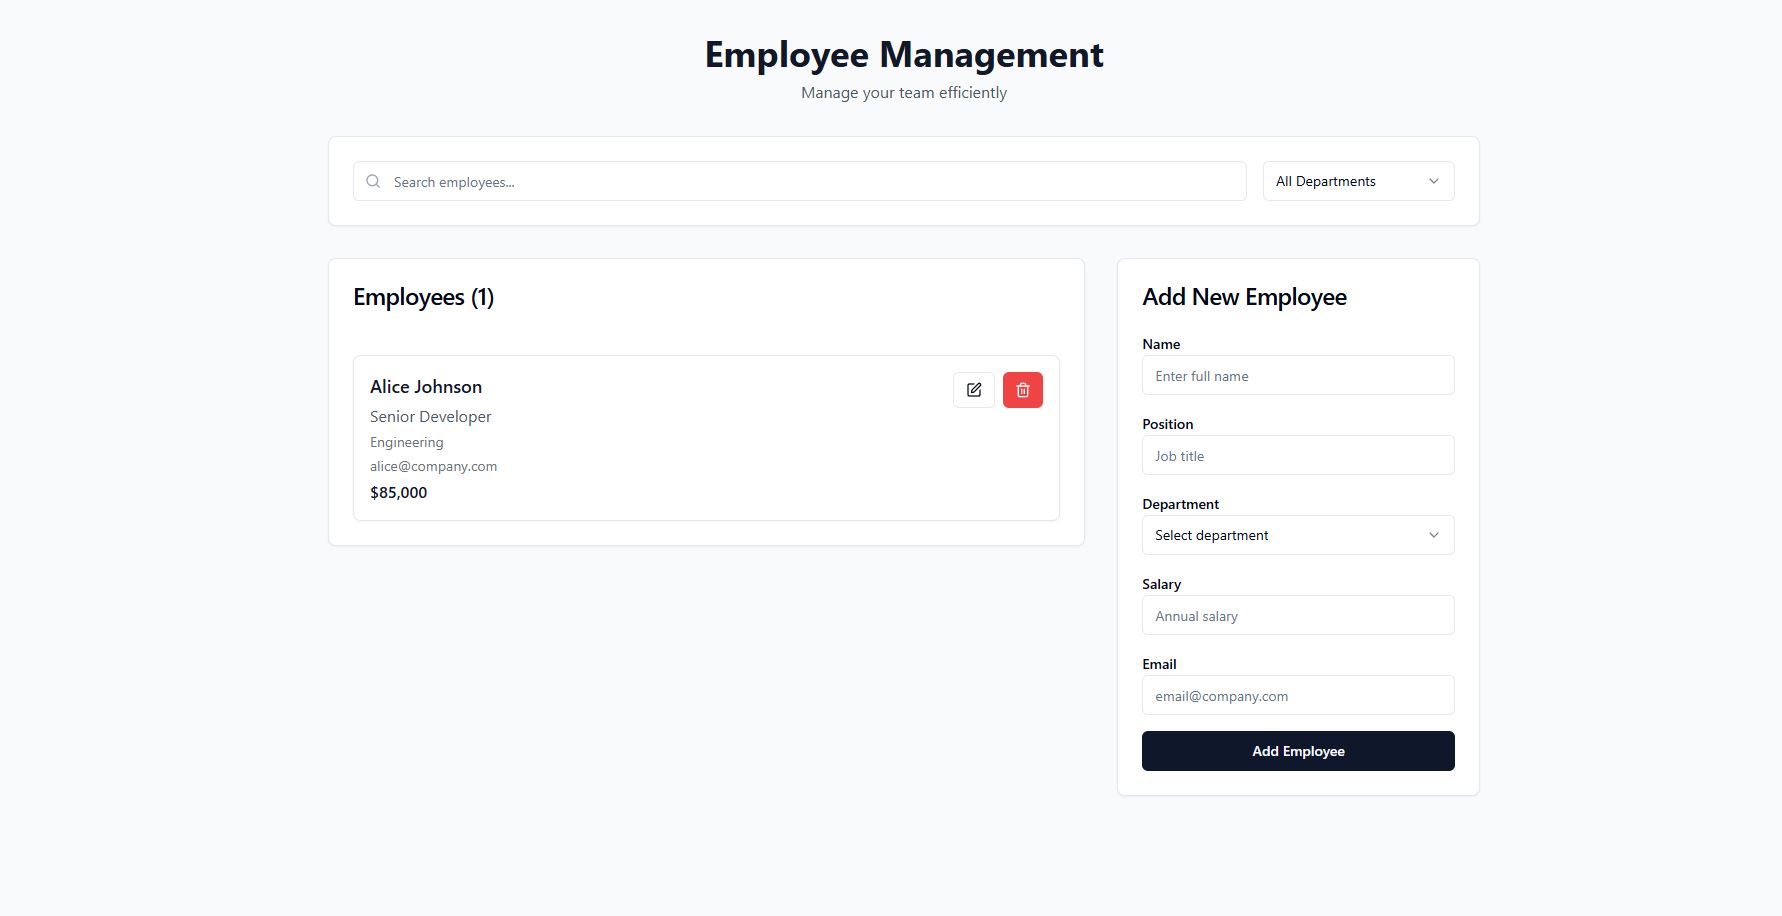 Employee Management
Manage your team efficiently
Search employees...
All Departments
Employees (1)
Alice Johnson
Senior Developer
Engineering
alice@company.com
$85,000
Add New Employee
Name
Enter full name
Position
Job title
Department
Select department
Salary
Annual salary
Email
email@company.com
Add Employee